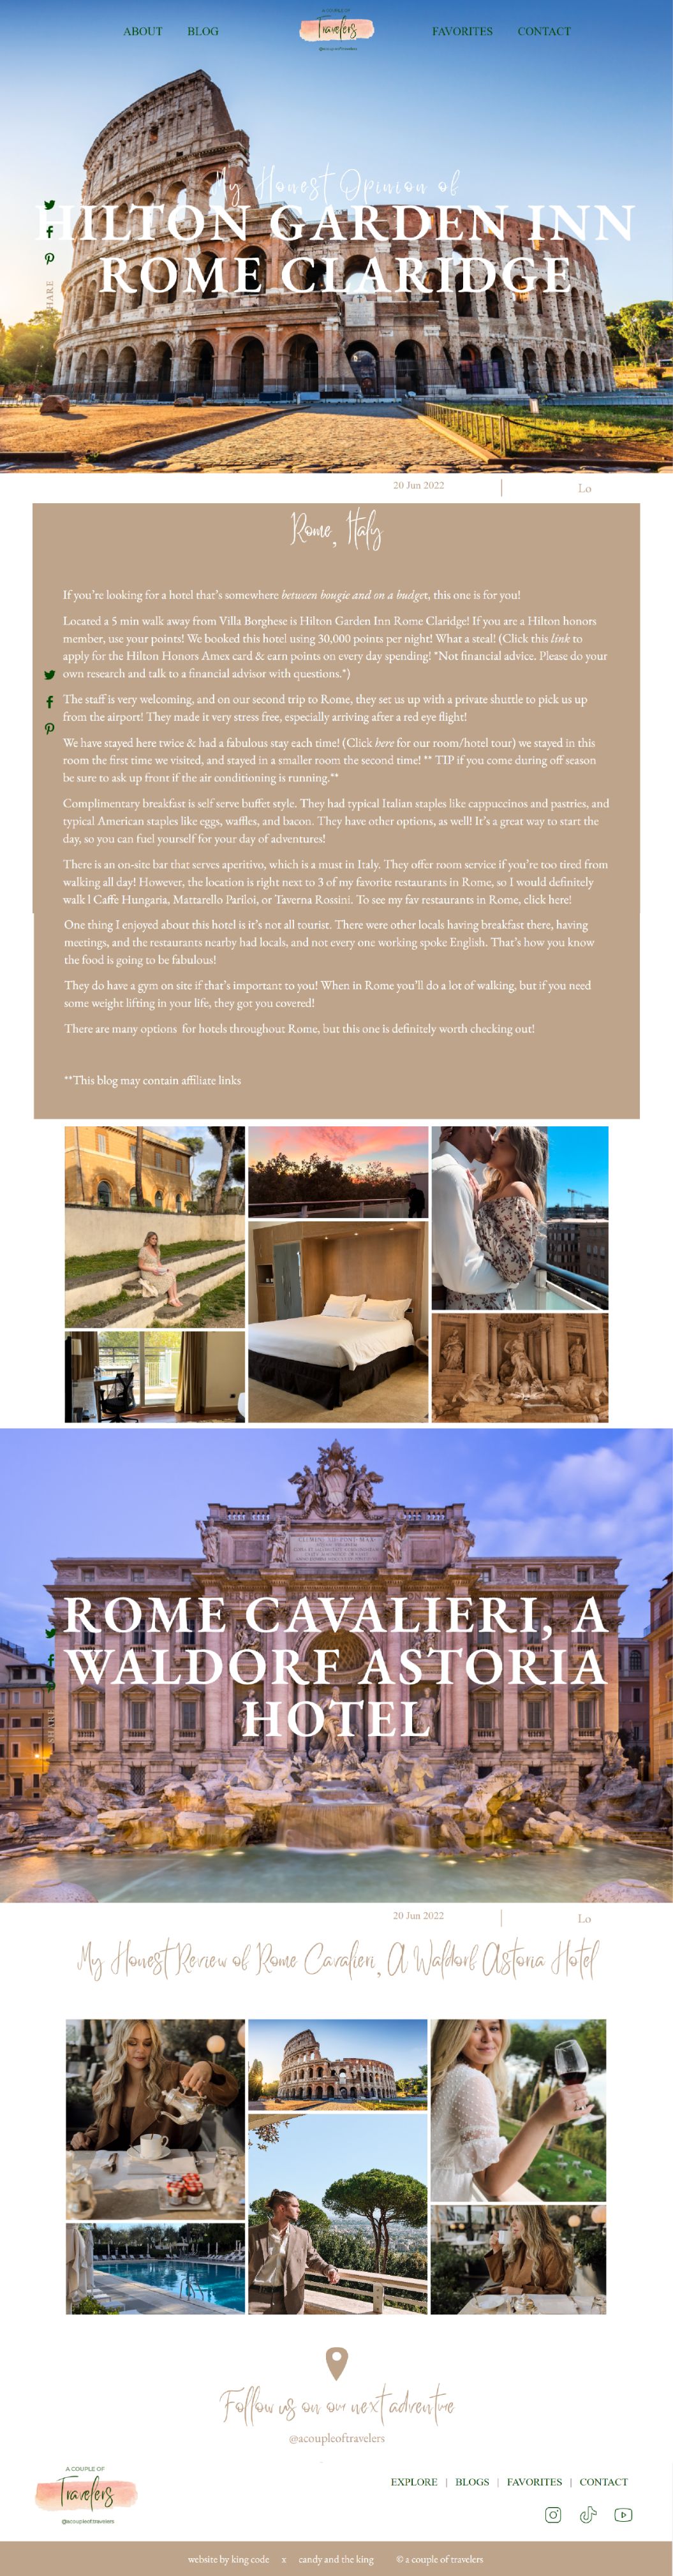 A COUPLE OF
Travelers
@acoupleoftravelers
ABOUT BLOG FAVORITES CONTACT
My Honest Opinion of
HILTON GARDEN INN
ROME CLARIDGE
SHARE
20 Jun 2022 Lo
Rome, Italy
If you're looking for a hotel that's somewhere between bougie and on a budget, this one is for you!
Located a 5 min walk away from Villa Borghese is Hilton Garden Inn Rome Claridge! If you are a Hilton honors
member, use your points! We booked this hotel using 30,000 points per night! What a steal! (Click this link to
apply for the Hilton Honors Amex card & earn points on every day spending! *Not financial advice. Please do your
own research and talk to a financial advisor with questions.*)
The staff is very welcoming, and on our second trip to Rome, they set us up with a private shuttle to pick us up
from the airport! They made it very stress free, especially arriving after a red eye flight!
We have stayed here twice & had a fabulous stay each time! (Click here for our room/hotel tour) we stayed in this
room the first time we visited, and stayed in a smaller room the second time! ** TIP if you come during off season
be sure to ask up front if the air conditioning is running.**
Complimentary breakfast is self serve buffet style. They had typical Italian staples like cappuccinos and pastries, and
typical American staples like eggs, waffles, and bacon. They have other options, as well! It's a great way to start the
day, so you can fuel yourself for your day of adventures!
There is an on-site bar that serves aperitivo, which is a must in Italy. They offer room service if you're too tired from
walking all day! However, the location is right next to 3 of my favorite restaurants in Rome, so I would definitely
walk l Caffè Hungaria, Mattarello Pariloi, or Taverna Rossini. To see my fav restaurants in Rome, click here!
One thing I enjoyed about this hotel is it's not all tourist. There were other locals having breakfast there, having
meetings, and the restaurants nearby had locals, and not every one working spoke English. That's how you know
the food is going to be fabulous!
They do have a gym on site if that's important to you! When in Rome you'll do a lot of walking, but if you need
some weight lifting in your life, they got you covered!
There are many options for hotels throughout Rome, but this one is definitely worth checking out!
**This blog may contain affiliate links
ROME CAVALIERI, A
WALDORF ASTORIA
HOTEL
SHARE
20 Jun 2022 Lo
My Honest Review of Rome Cavalieri, A Waldorf Astoria Hotel
Follow us on our next adventure
@acoupleoftravelers
A COUPLE OF
Travelers
@acoupleoftravelers
EXPLORE | BLOGS | FAVORITES | CONTACT
website by king code x candy and the king © a couple of travelers